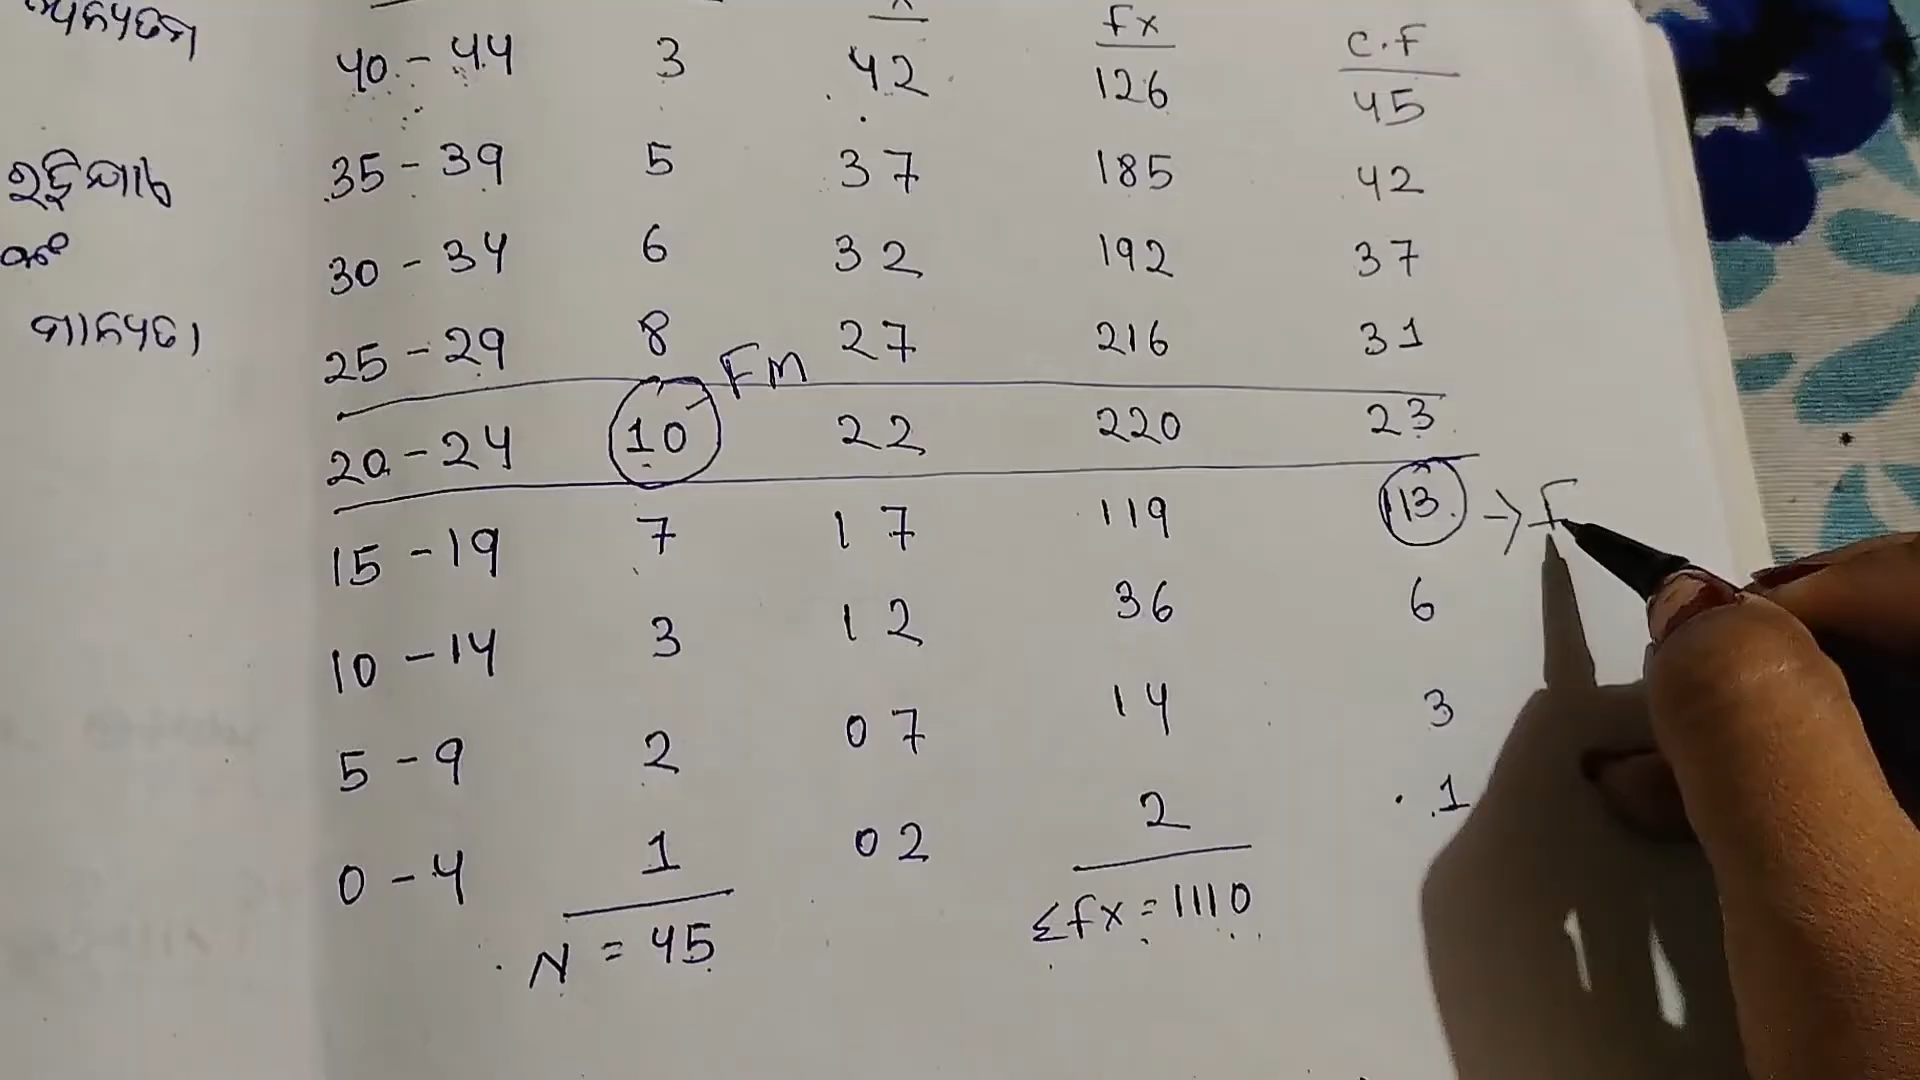 fx C.F
40 - 44 3 42 126 45
35 - 39 5 37 185 42
30 - 34 6 32 192 37
25 - 29 8 27 216 31
Fm
20 - 24 10 22 220 23
15 - 19 7 17 119 13 → F
10 - 14 3 12 36 6
5 - 9 2 07 14 3
0 - 4 1 02 2 1
N = 45 Σfx = 1110
ମାନ୍ୟତା